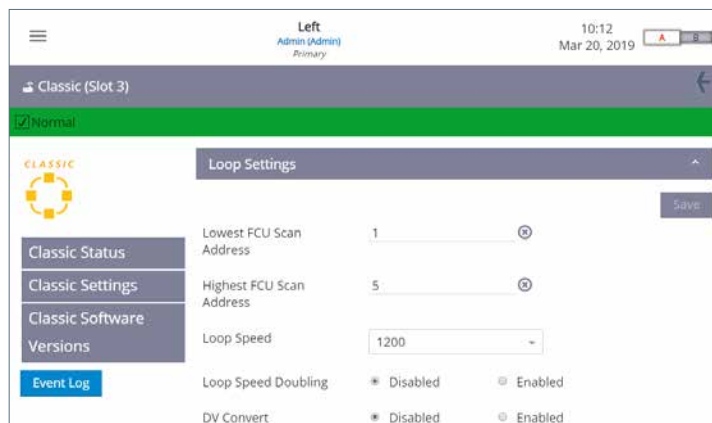 Left
Admin (Admin)
Primary
10:12
Mar 20, 2019
A
B
Classic (Slot 3)
Normal
CLASSIC
Loop Settings
Save
Lowest FCU Scan
Address
1
Classic Status
Classic Settings
Highest FCU Scan
Address
5
Classic Software
Versions
Loop Speed
1200
Event Log
Loop Speed Doubling
Disabled
Enabled
DV Convert
Disabled
Enabled